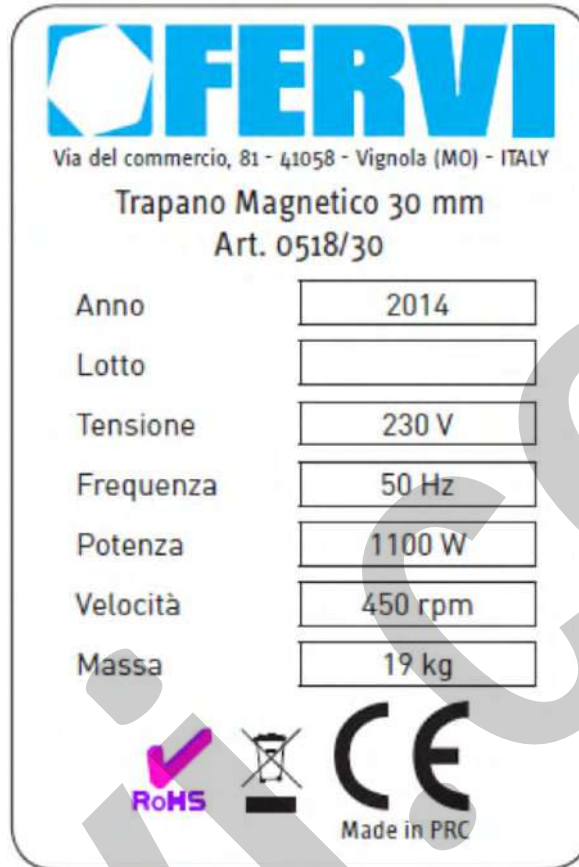 FERVI
Via del commercio, 81 - 41058 - Vignola (MO) - ITALY
Trapano Magnetico 30 mm
Art. 0518/30
Anno 2014
Lotto
Tensione 230 V
Frequenza 50 Hz
Potenza 1100 W
Velocità 450 rpm
Massa 19 kg
RoHS
CE
Made in PRC